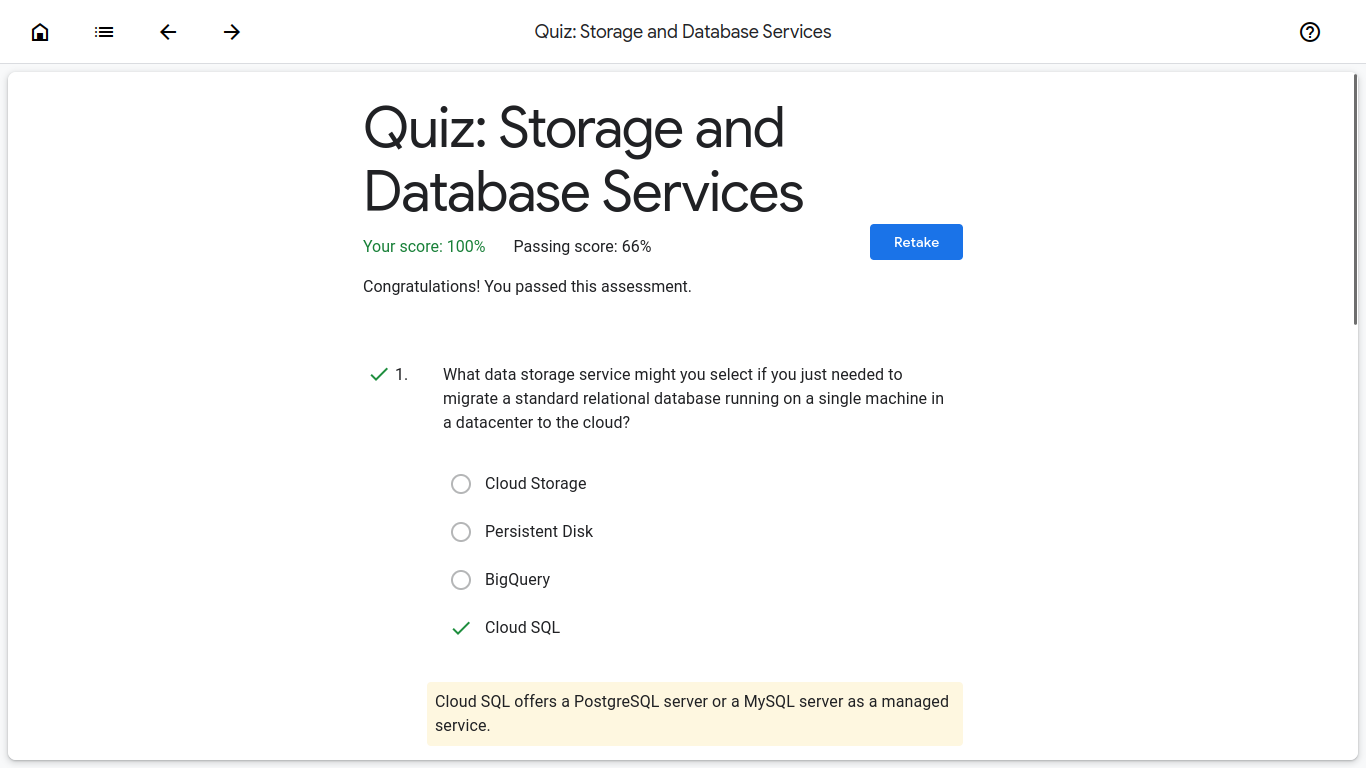 Quiz: Storage and Database Services
Quiz: Storage and
Database Services
Your score: 100% Passing score: 66%
Retake
Congratulations! You passed this assessment.
1. What data storage service might you select if you just needed to
migrate a standard relational database running on a single machine in
a datacenter to the cloud?
Cloud Storage
Persistent Disk
BigQuery
Cloud SQL
Cloud SQL offers a PostgreSQL server or a MySQL server as a managed
service.